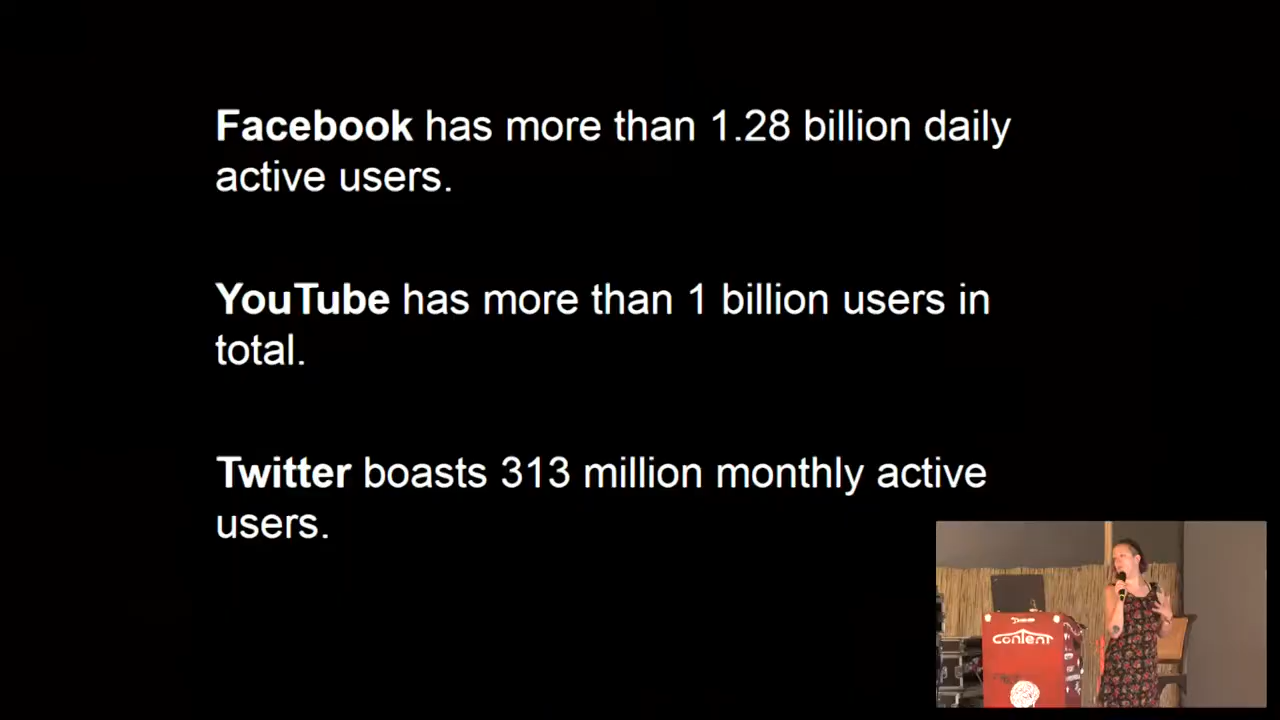 Facebook has more than 1.28 billion daily
active users.
YouTube has more than 1 billion users in
total.
Twitter boasts 313 million monthly active
users.
content